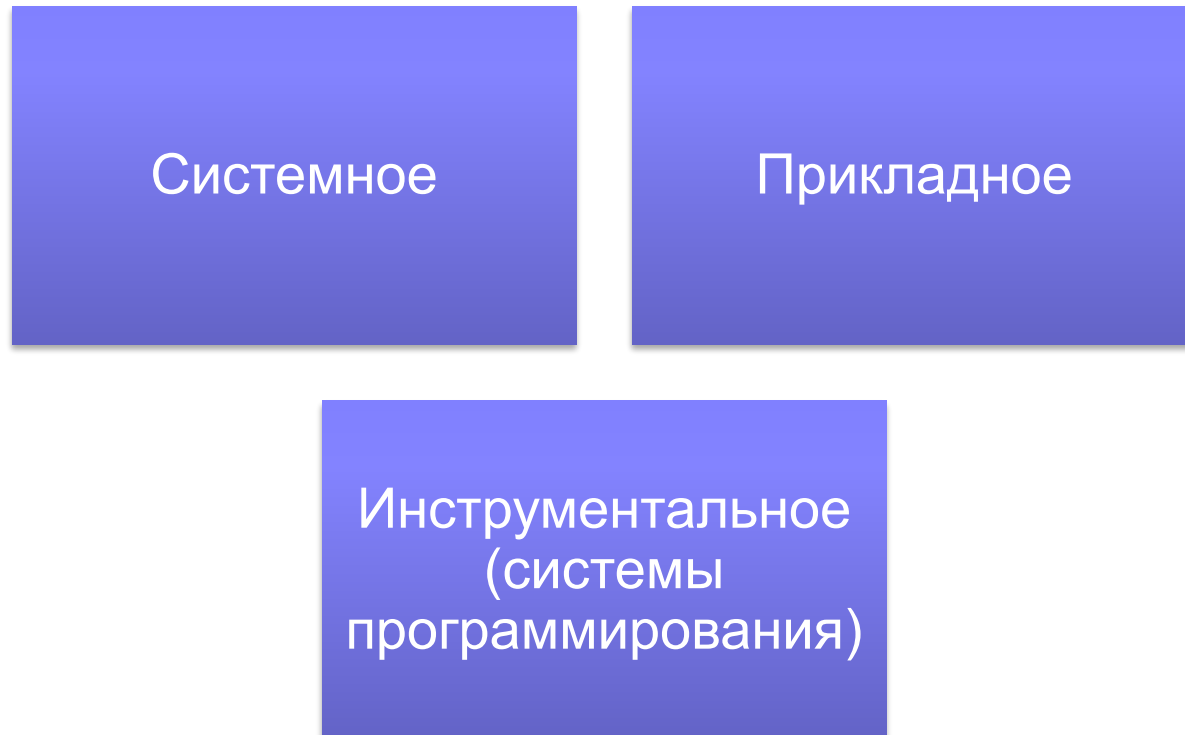 Системное
Прикладное
Инструментальное
(системы
программирования)